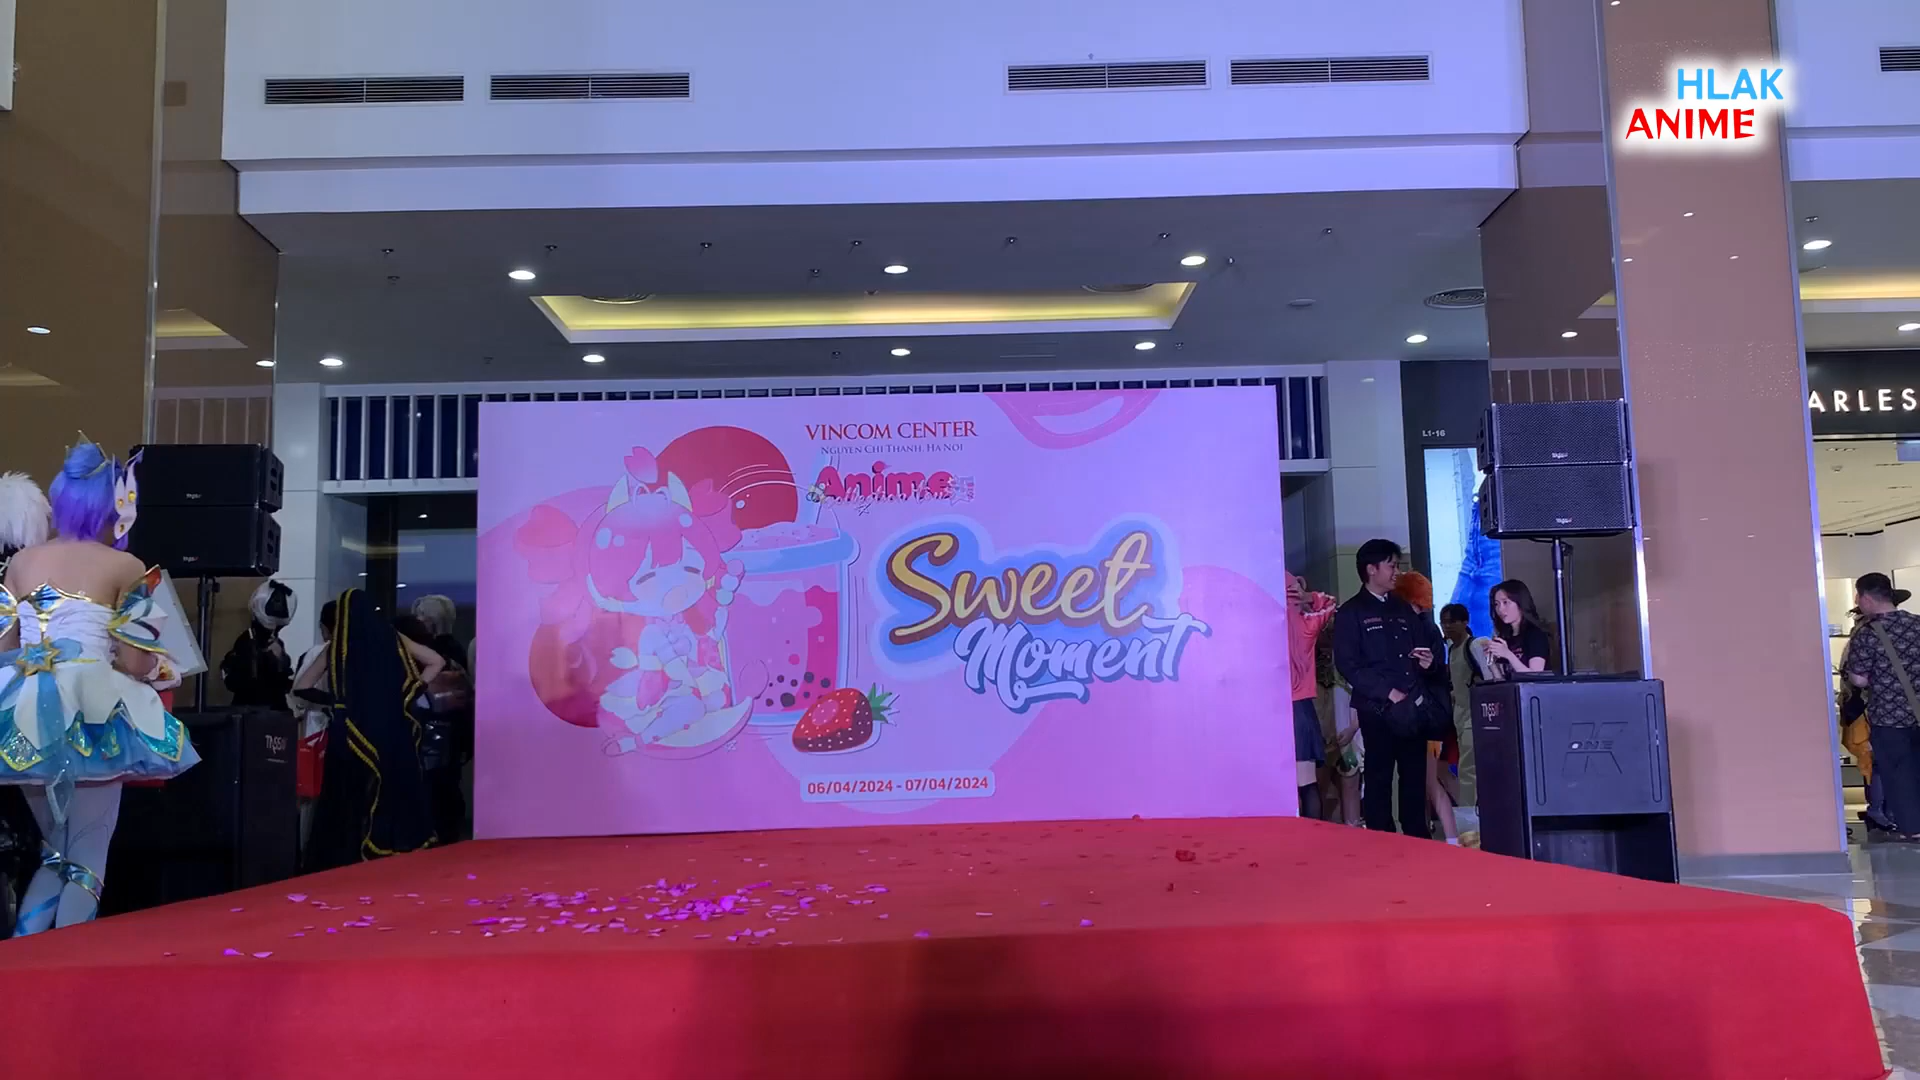 HLAK
ANIME
VINCOM CENTER
NGUYEN CHI THANH, HA NOI
Anime
Sweet
Moment
06/04/2024 - 07/04/2024
L1-16
ARLES
ONE